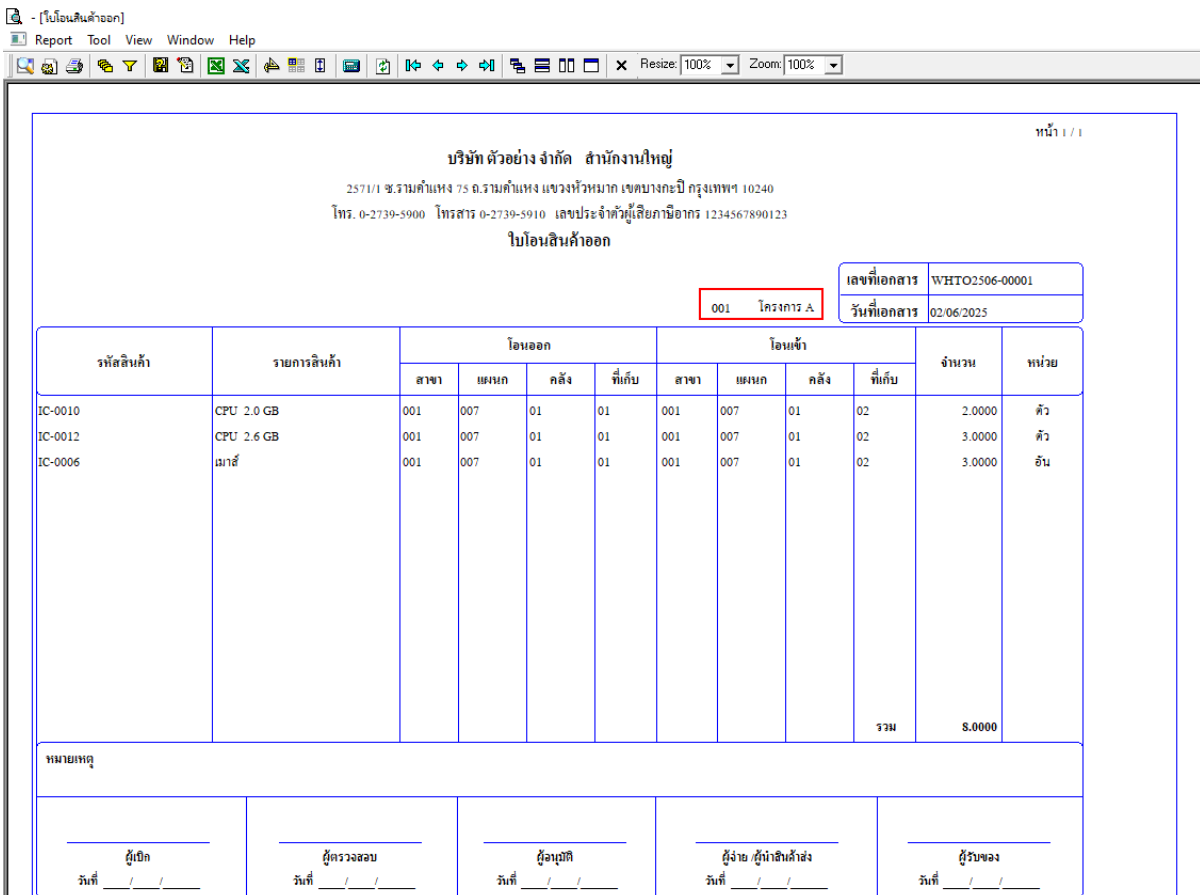 - [ใบโอนสินค้าออก]
Report Tool View Window Help
Resize: 100% Zoom: 100%
หน้า 1 / 1
บริษัท ตัวอย่าง จำกัด สำนักงานใหญ่
2571/1 ซ.รามคำแหง 75 ถ.รามคำแหง แขวงหัวหมาก เขตบางกะปิ กรุงเทพฯ 10240
โทร. 0-2739-5900 โทรสาร 0-2739-5910 เลขประจำตัวผู้เสียภาษีอากร 1234567890123
ใบโอนสินค้าออก
เลขที่เอกสาร WHTO2506-00001
001 โครงการ A วันที่เอกสาร 02/06/2025
รหัสสินค้า รายการสินค้า โอนออก โอนเข้า จำนวน หน่วย
สาขา แผนก คลัง ที่เก็บ สาขา แผนก คลัง ที่เก็บ
IC-0010 CPU 2.0 GB 001 007 01 01 001 007 01 02 2.0000 ตัว
IC-0012 CPU 2.6 GB 001 007 01 01 001 007 01 02 3.0000 ตัว
IC-0006 เมาส์ 001 007 01 01 001 007 01 02 3.0000 อัน
รวม 8.0000
หมายเหตุ
ผู้เบิก ผู้ตรวจสอบ ผู้อนุมัติ ผู้จ่าย /ผู้นำสินค้าส่ง ผู้รับของ
วันที่ ____/____/______ วันที่ ____/____/______ วันที่ ____/____/______ วันที่ ____/____/______ วันที่ ____/____/______